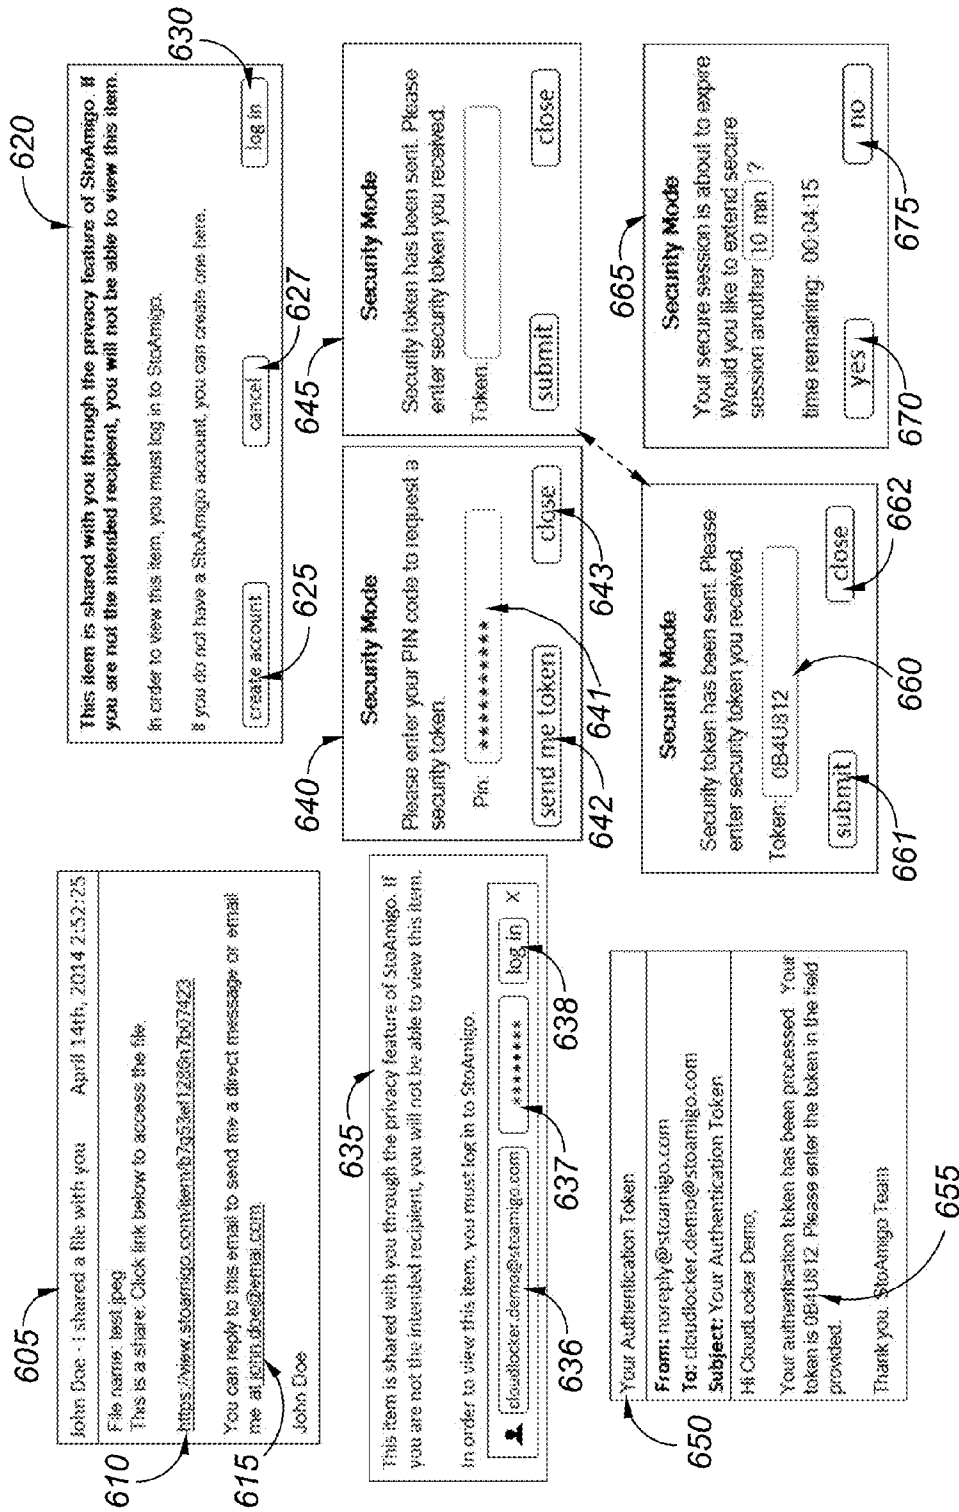 605
John Doe - I shared a file with you April 14th, 2014 2:52:25
File name: test.jpeg
This is a share. Click link below to access the file.
610
You can reply to this email to send me a direct message or email
me at john.doe@email.com
615
John Doe
620
This item is shared with you through the privacy feature of StoAmigo. If
you are not the intended recipient, you will not be able to view this item.
In order to view this item, you must log in to StoAmigo.
If you do not have a StoAmigo account, you can create one here.
create account cancel log in
625 627 630
635
This item is shared with you through the privacy feature of StoAmigo. If
you are not the intended recipient, you will not be able to view this item.
In order to view this item, you must log in to StoAmigo.
cloudlocker.demo@stoamigo.com ******** log in X
636 637 638
640
Security Mode
Please enter your PIN code to request a
security token.
Pin: **********
send me token close
642 641 643
645
Security Mode
Security token has been sent. Please
enter security token you received.
Token:
submit close
650
Your Authentication Token
From: noreply@stoamigo.com
To: cloudlocker.demo@stoamigo.com
Subject: Your Authentication Token
Hi CloudLocker Demo,
Your authentication token has been processed. Your
token is 0B4U812. Please enter the token in the field
provided.
Thank you, StoAmigo Team
655
Security Mode
Security token has been sent. Please
enter security token you received.
Token: 0B4U812
submit close
661 660 662
665
Security Mode
Your secure session is about to expire
Would you like to extend secure
session another 10 min ?
time remaining: 00:04:15
yes no
670 675